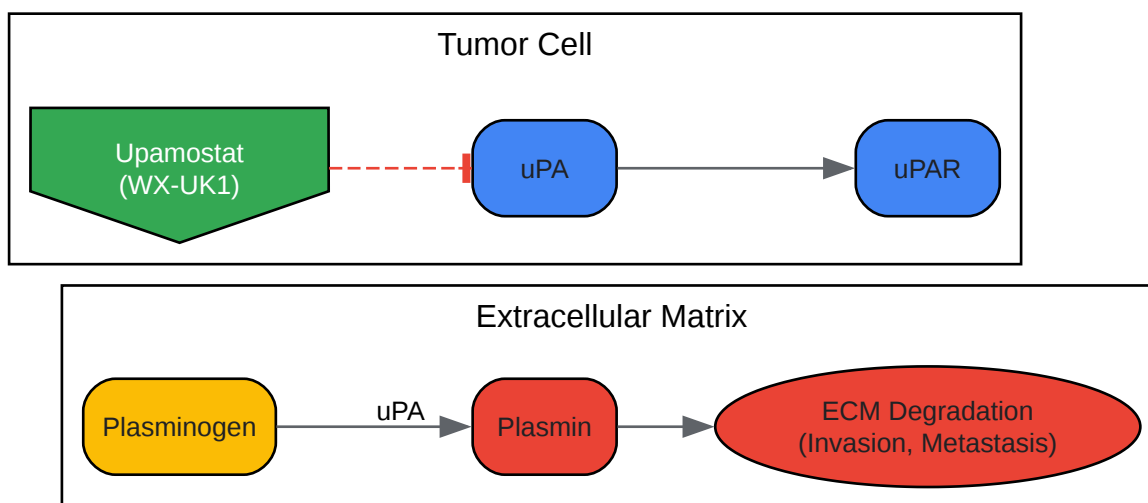 Tumor Cell
Upamostat
(WX-UK1)
uPA
uPAR
Extracellular Matrix
Plasminogen
uPA
Plasmin
ECM Degradation
(Invasion, Metastasis)